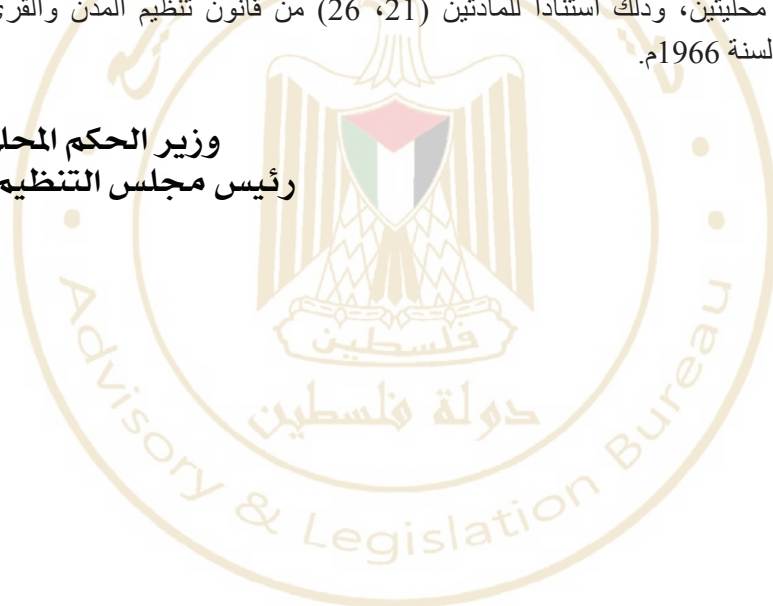 محليتين، وذلك استناداً للمادتين (21، 26) من قانون تنظيم المدن والقرى
لسنة 1966م.
وزير الحكم
رئيس مجلس التنظيم
فلسطين
دولة فلسطين
Advisory & Legislation Bureau